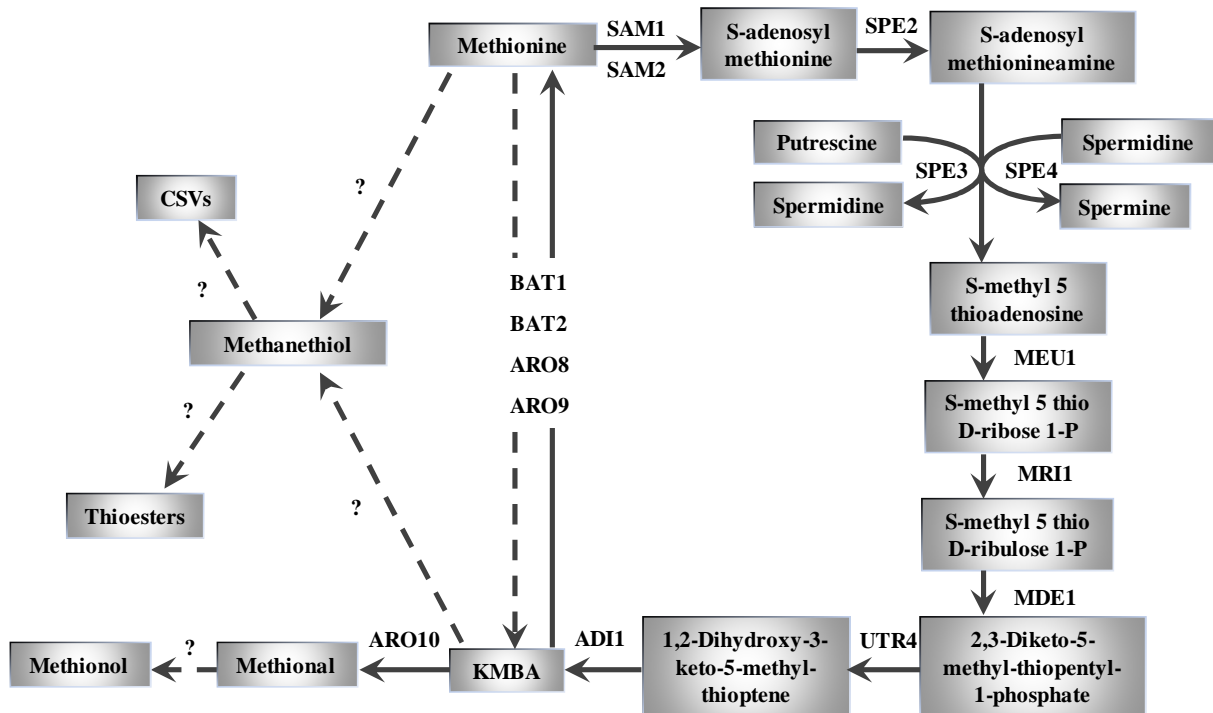 SAM1
Methionine
SAM2
S-adenosyl
methionine
SPE2
S-adenosyl
methionineamine
Putrescine
Spermidine
SPE3
SPE4
Spermidine
Spermine
?
CSVs
?
Methanethiol
?
Thioesters
?
BAT1
BAT2
ARO8
ARO9
S-methyl 5
thioadenosine
MEU1
S-methyl 5 thio
D-ribose 1-P
MRI1
S-methyl 5 thio
D-ribulose 1-P
MDE1
2,3-Diketo-5-
methyl-thiopentyl-
1-phosphate
UTR4
1,2-Dihydroxy-3-
keto-5-methyl-
thioptene
ADI1
KMBA
ARO10
Methional
?
Methionol